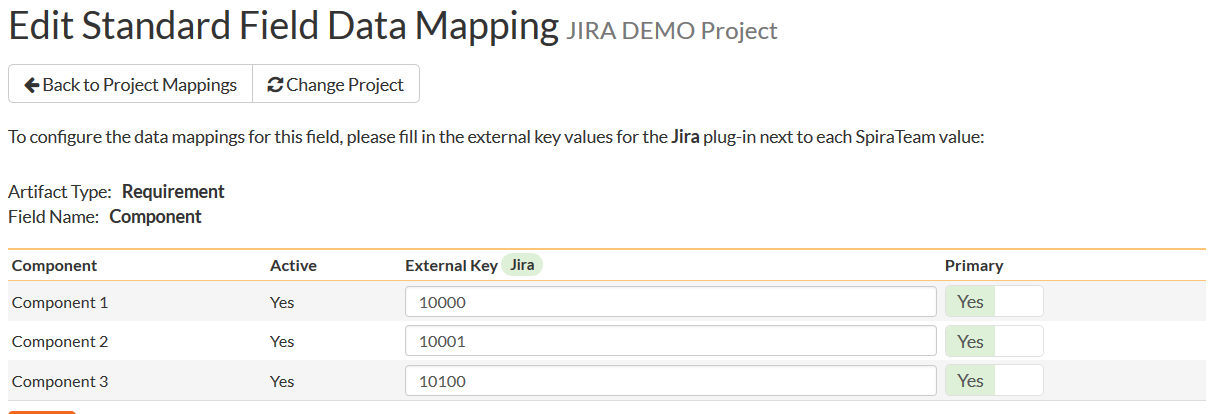 Edit Standard Field Data Mapping JIRA DEMO Project
Back to Project Mappings Change Project
To configure the data mappings for this field, please fill in the external key values for the Jira plug-in next to each SpiraTeam value:
Artifact Type: Requirement
Field Name: Component
Component Active External Key Jira Primary
Component 1 Yes 10000 Yes
Component 2 Yes 10001 Yes
Component 3 Yes 10100 Yes